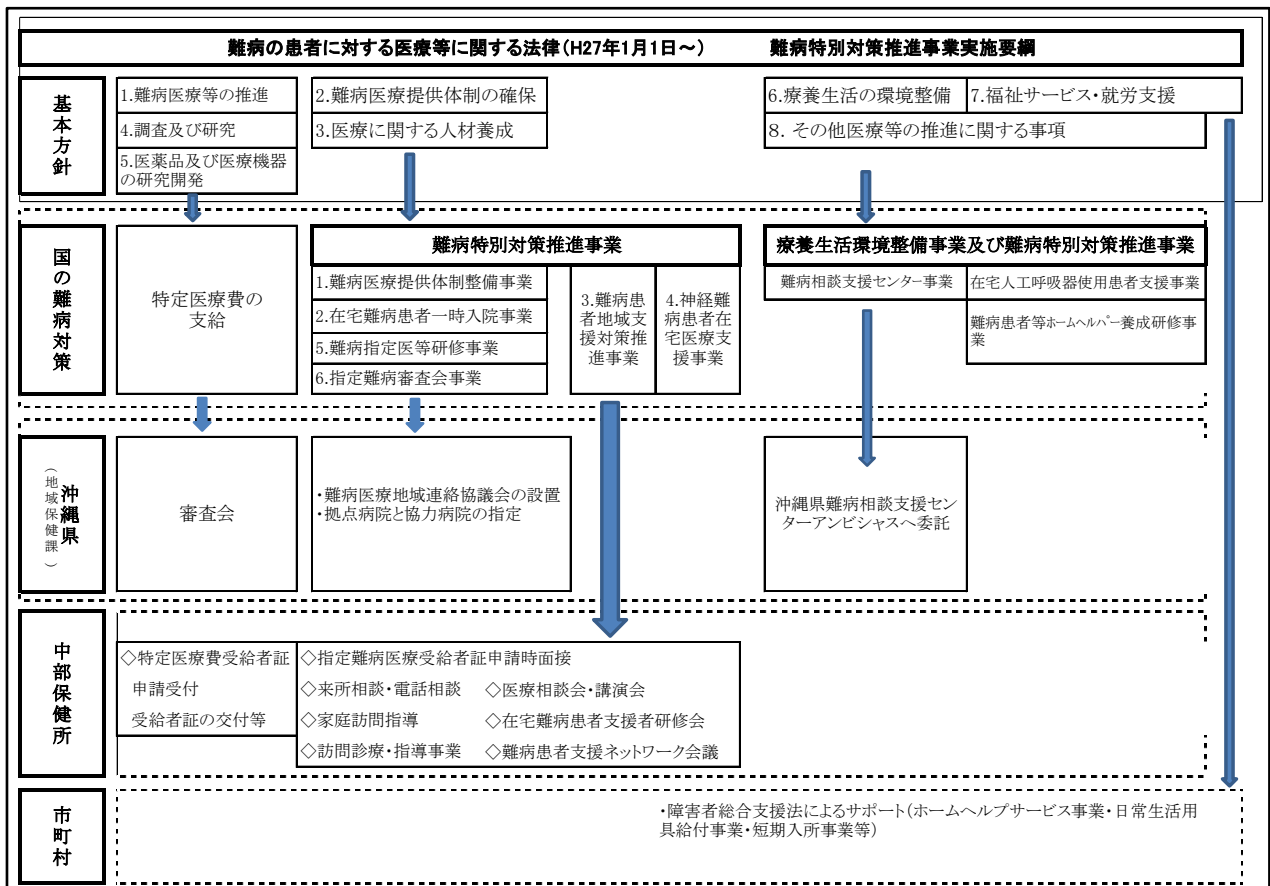 難病の患者に対する医療等に関する法律(H27年1月1日～) 難病特別対策推進事業実施要綱
基本方針
1.難病医療等の推進
4.調査及び研究
5.医薬品及び医療機器
の研究開発
2.難病医療提供体制の確保
3.医療に関する人材養成
6.療養生活の環境整備
7.福祉サービス・就労支援
8. その他医療等の推進に関する事項
国の難病対策
特定医療費の
支給
難病特別対策推進事業
1.難病医療提供体制整備事業
2.在宅難病患者一時入院事業
5.難病指定医等研修事業
6.指定難病審査会事業
3.難病患
者地域支
援対策推
進事業
4.神経難
病患者在
宅医療支
援事業
療養生活環境整備事業及び難病特別対策推進事業
難病相談支援センター事業
在宅人工呼吸器使用患者支援事業
難病患者等ホームヘルパー養成研修事
業
沖縄県
(地域保健課)
審査会
・難病医療地域連絡協議会の設置
・拠点病院と協力病院の指定
沖縄県難病相談支援セン
ターアンビシャスへ委託
中部保健所
◇特定医療費受給者証
申請受付
受給者証の交付等
◇指定難病医療受給者証申請時面接
◇来所相談・電話相談 ◇医療相談会・講演会
◇家庭訪問指導 ◇在宅難病患者支援者研修会
◇訪問診療・指導事業 ◇難病患者支援ネットワーク会議
市町村
・障害者総合支援法によるサポート(ホームヘルプサービス事業・日常生活用
具給付事業・短期入所事業等)